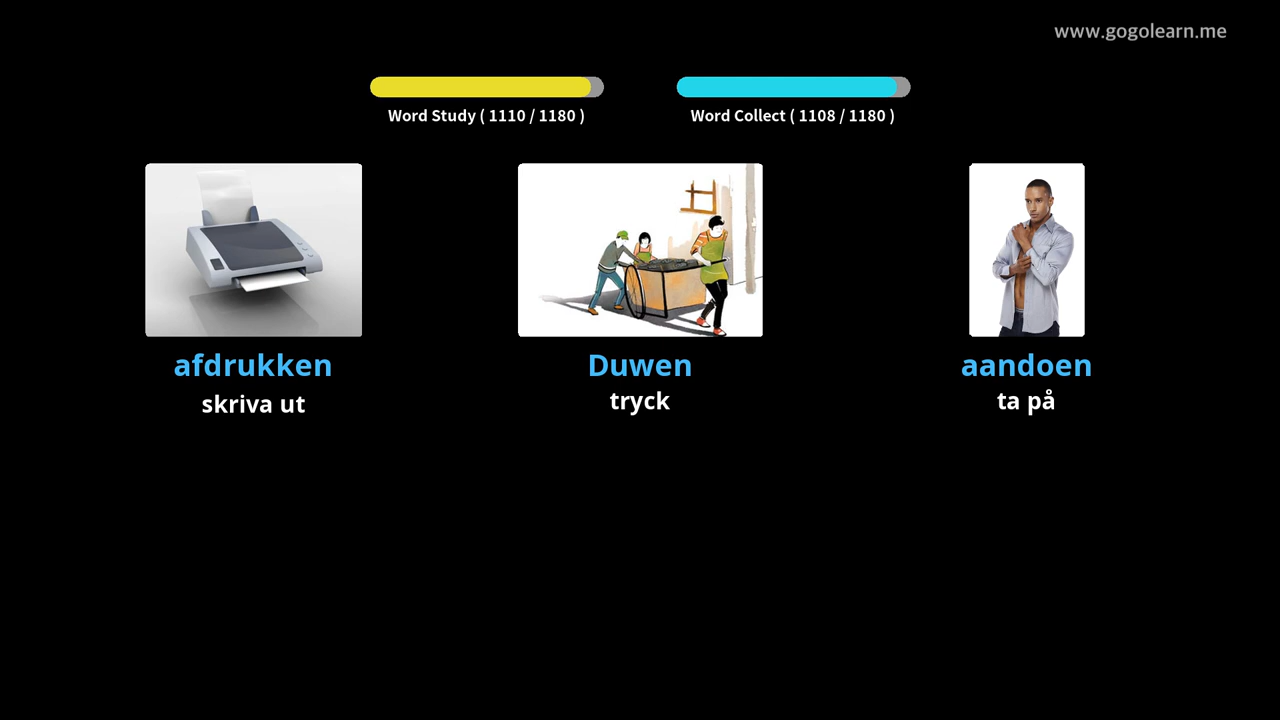 www.gogolearn.me
Word Study ( 1110 / 1180 )
Word Collect ( 1108 / 1180 )
afdrukken
Duwen
aandoen
skriva ut
tryck
ta på